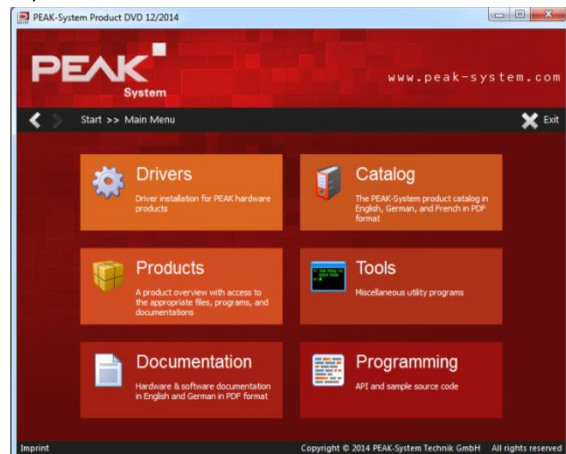 PEAK-System Product DVD 12/2014
PEAK
System
www.peak-system.com
Start >> Main Menu
Exit
Drivers
Driver installation for PEAK hardware
products
Catalog
The PEAK-System product catalog in
English, German, and French in PDF
format
Products
A product overview with access to
the appropriate files, programs, and
documentations
Tools
Miscellaneous utility programs
Documentation
Hardware & software documentation
in English and German in PDF format
Programming
API and sample source code
Imprint
Copyright © 2014 PEAK-System Technik GmbH All rights reserved